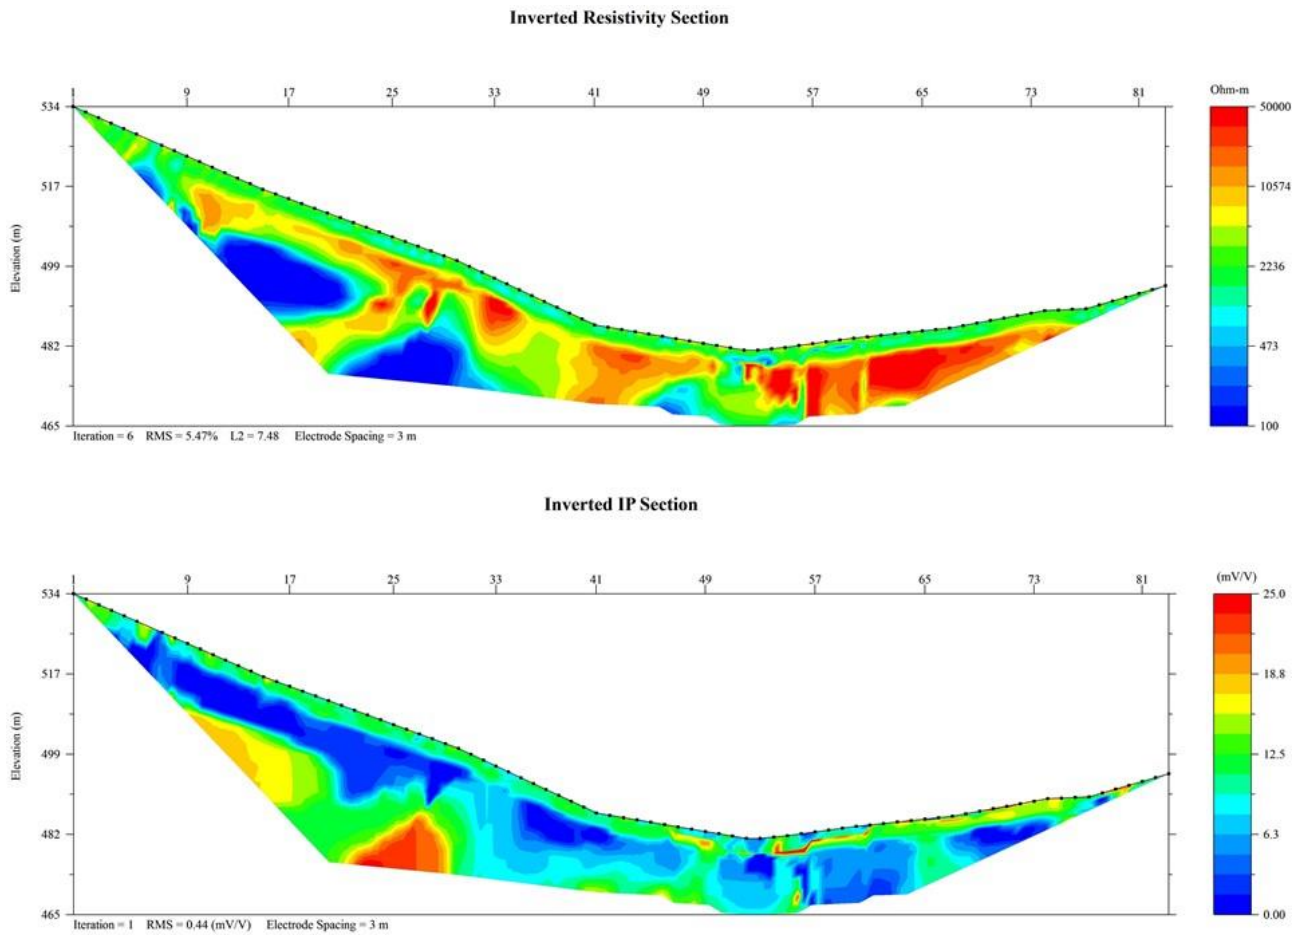 Inverted Resistivity Section
1 9 17 25 33 41 49 57 65 73 81
Ohm-m
534
517
499
482
465
Elevation (m)
50000
10574
2236
473
100
Iteration = 6 RMS = 5.47% L2 = 7.48 Electrode Spacing = 3 m
Inverted IP Section
1 9 17 25 33 41 49 57 65 73 81
(mV/V)
534
517
499
482
465
Elevation (m)
25.0
18.8
12.5
6.3
0.00
Iteration = 1 RMS = 0.44 (mV/V) Electrode Spacing = 3 m